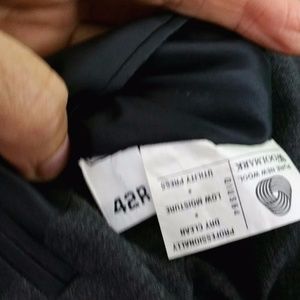 42R
PROFESSIONALLY
DRY CLEAN
*
LOW MOISTURE
*
UTILITY PRESS
WOOLMARK
PURE NEW WOOL